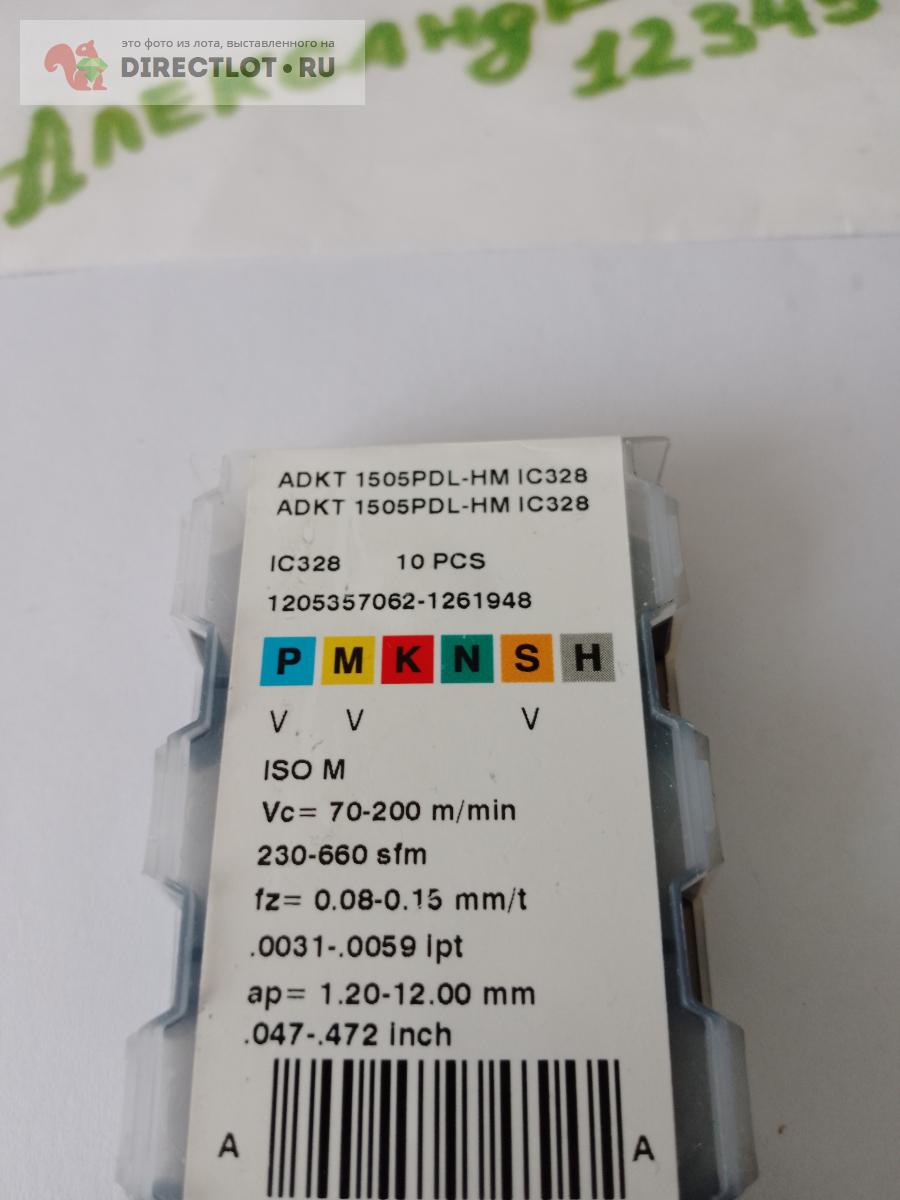 это фото из лота, выставленного на
DIRECTLOT.RU
12345
ADKT 1505PDL-HM IC328
ADKT 1505PDL-HM IC328
IC328 10 PCS
1205357062-1261948
P M K N S H
V V V
ISO M
Vc= 70-200 m/min
230-660 sfm
fz= 0.08-0.15 mm/t
.0031-.0059 ipt
ap= 1.20-12.00 mm
.047-.472 inch
A A